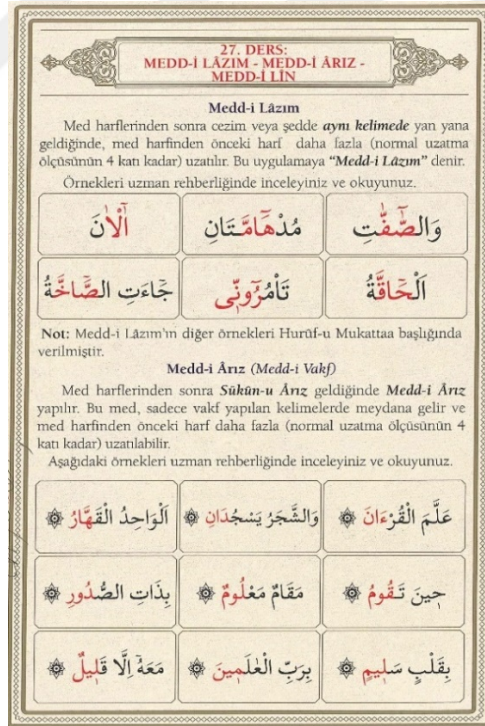 27. DERS:
MEDD-İ LÂZIM - MEDD-İ ÂRIZ -
MEDD-İ LÎN
Medd-i Lâzım
Med harflerinden sonra cezim veya şedde aynı kelimede yan yana
geldiğinde, med harfinden önceki harf daha fazla (normal uzatma
ölçüsünün 4 katı kadar) uzatılır. Bu uygulamaya "Medd-i Lâzım" denir.
Örnekleri uzman rehberliğinde inceleyiniz ve okuyunuz.
وَالصّٓفّٰتِ مُدْهَٓامَّتَانِ آٰلْاٰنَ
اَلْحَٓاقَّةُ تَاْمُرُٓونّ۪ى جَٓاءَتِ الصَّٓاخَّةُ
Not: Medd-i Lâzım'ın diğer örnekleri Hurûf-u Mukattaa başlığında
verilmiştir.
Medd-i Ârız (Medd-i Vakf)
Med harflerinden sonra Sükûn-u Ârız geldiğinde Medd-i Ârız
yapılır. Bu med, sadece vakf yapılan kelimelerde meydana gelir ve
med harfinden önceki harf daha fazla (normal uzatma ölçüsünün 4
katı kadar) uzatılabilir.
Aşağıdaki örnekleri uzman rehberliğinde inceleyiniz ve okuyunuz.
عَلَّمَ الْقُرْءَانَ ۞ وَالشَّجَرُ يَسْجُدَانِ ۞ اَلْوَاحِدُ الْقَهَّارُ ۞
ح۪ينَ تَقُومُ ۞ مَقَامٌ مَعْلُومٌ ۞ بِذَاتِ الصُّدُورِ ۞
بِقَلْبٍ سَل۪يمٍ ۞ بِرَبِّ الْعٰلَم۪ينَ ۞ مَعَهُٓ اِلَّا قَل۪يلٌ ۞